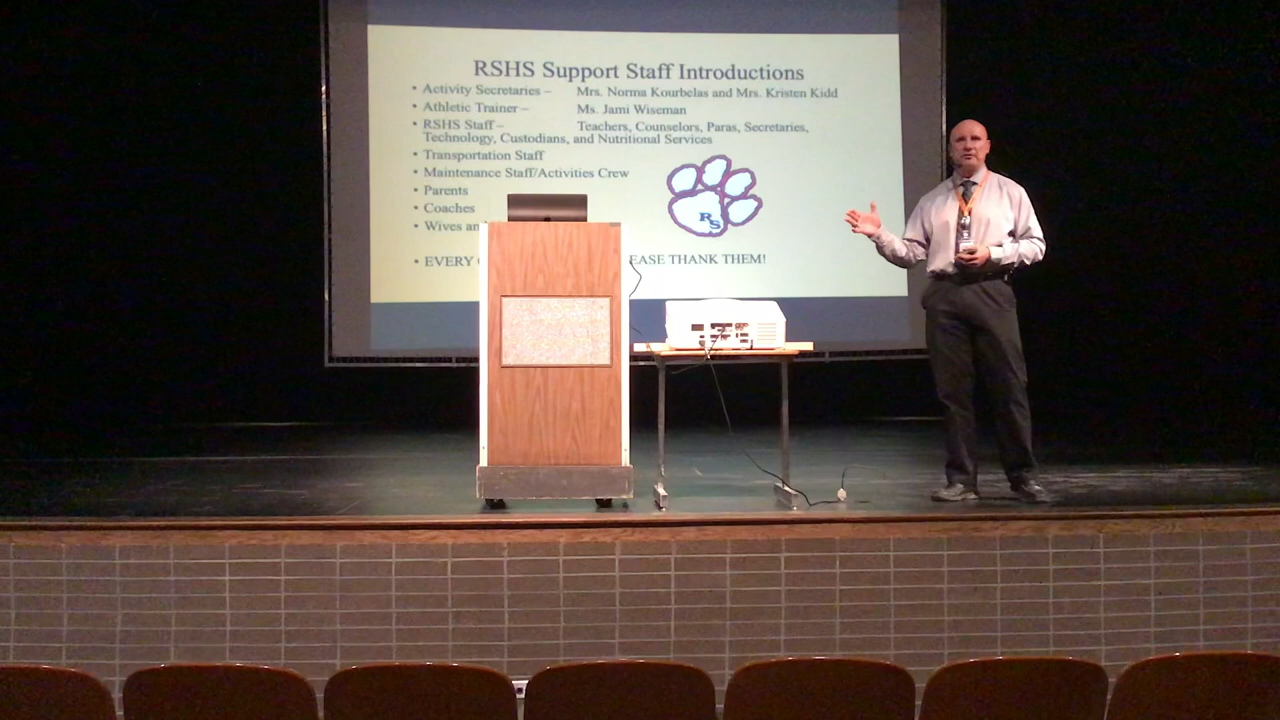 RSHS Support Staff Introductions
• Activity Secretaries – Mrs. Norma Kourbelas and Mrs. Kristen Kidd
• Athletic Trainer – Ms. Jami Wiseman
• RSHS Staff – Teachers, Counselors, Paras, Secretaries,
Technology, Custodians, and Nutritional Services
• Transportation Staff
• Maintenance Staff/Activities Crew
• Parents
• Coaches
• Wives
• EVERY EASE THANK THEM!
RS